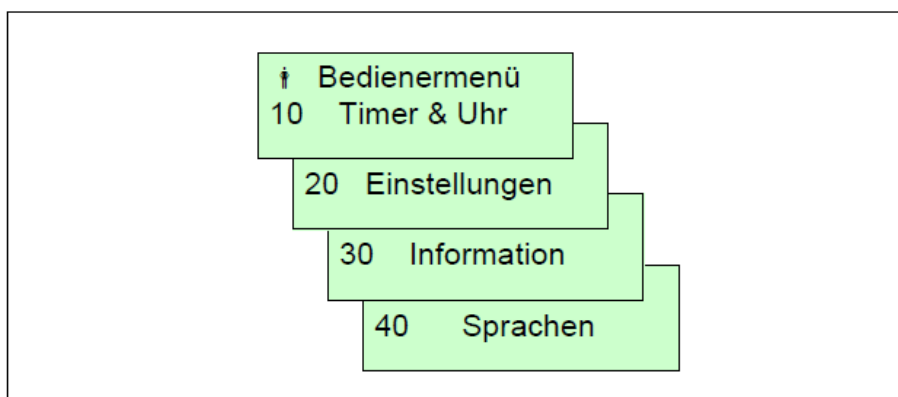 Bedienermenü
10 Timer & Uhr
20 Einstellungen
30 Information
40 Sprachen